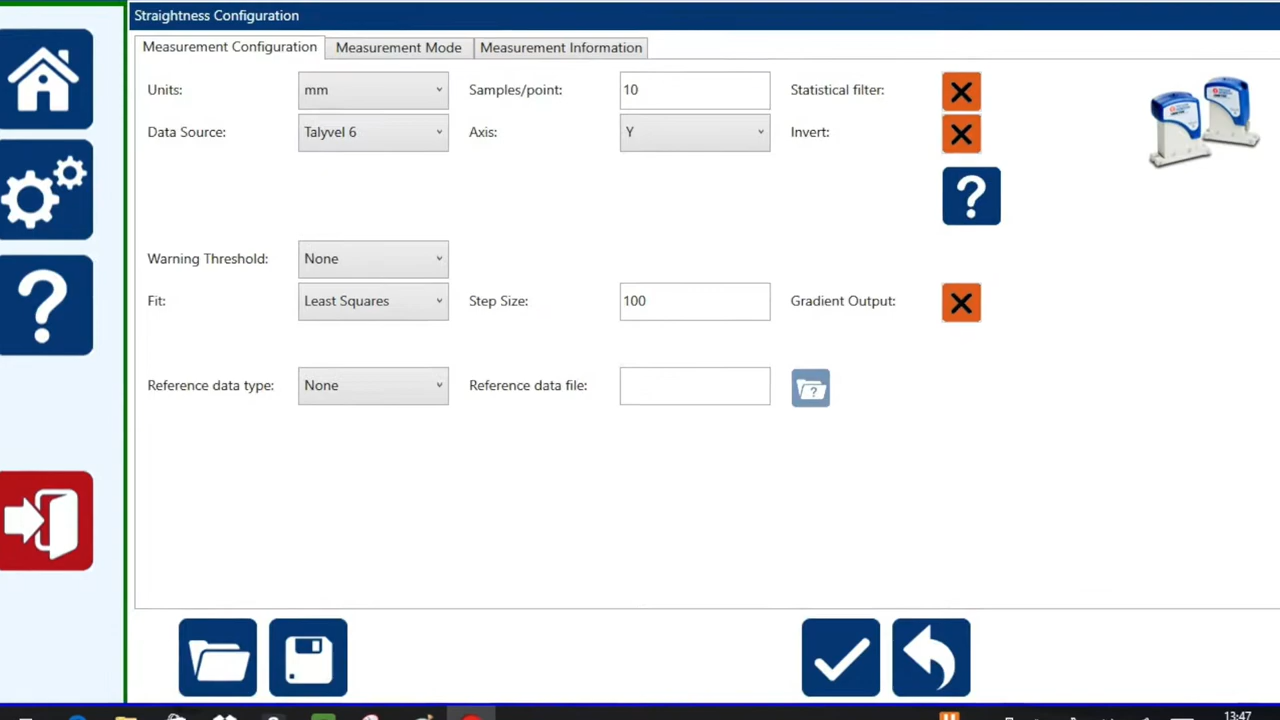 Straightness Configuration
Measurement Configuration Measurement Mode Measurement Information
Units: mm Samples/point: 10 Statistical filter:
Data Source: Talyvel 6 Axis: Y Invert:
Warning Threshold: None
Fit: Least Squares Step Size: 100 Gradient Output:
Reference data type: None Reference data file:
13:47